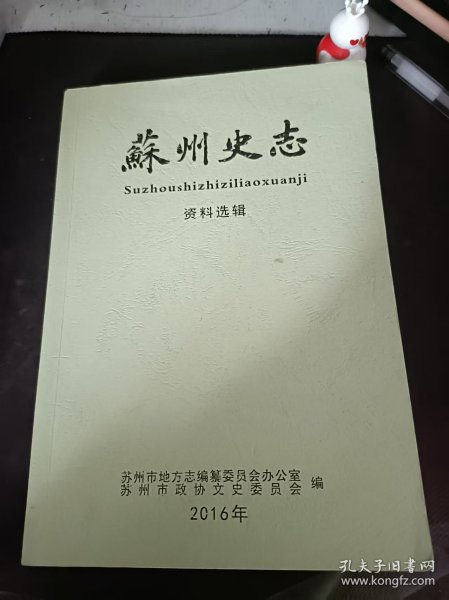 蘇州史志
Suzhoushizhiziliaoxuanji
资料选辑
苏州市地方志编纂委员会办公室
苏州市政协文史委员会 编
2016年
孔夫子旧书网
www.kongfz.com